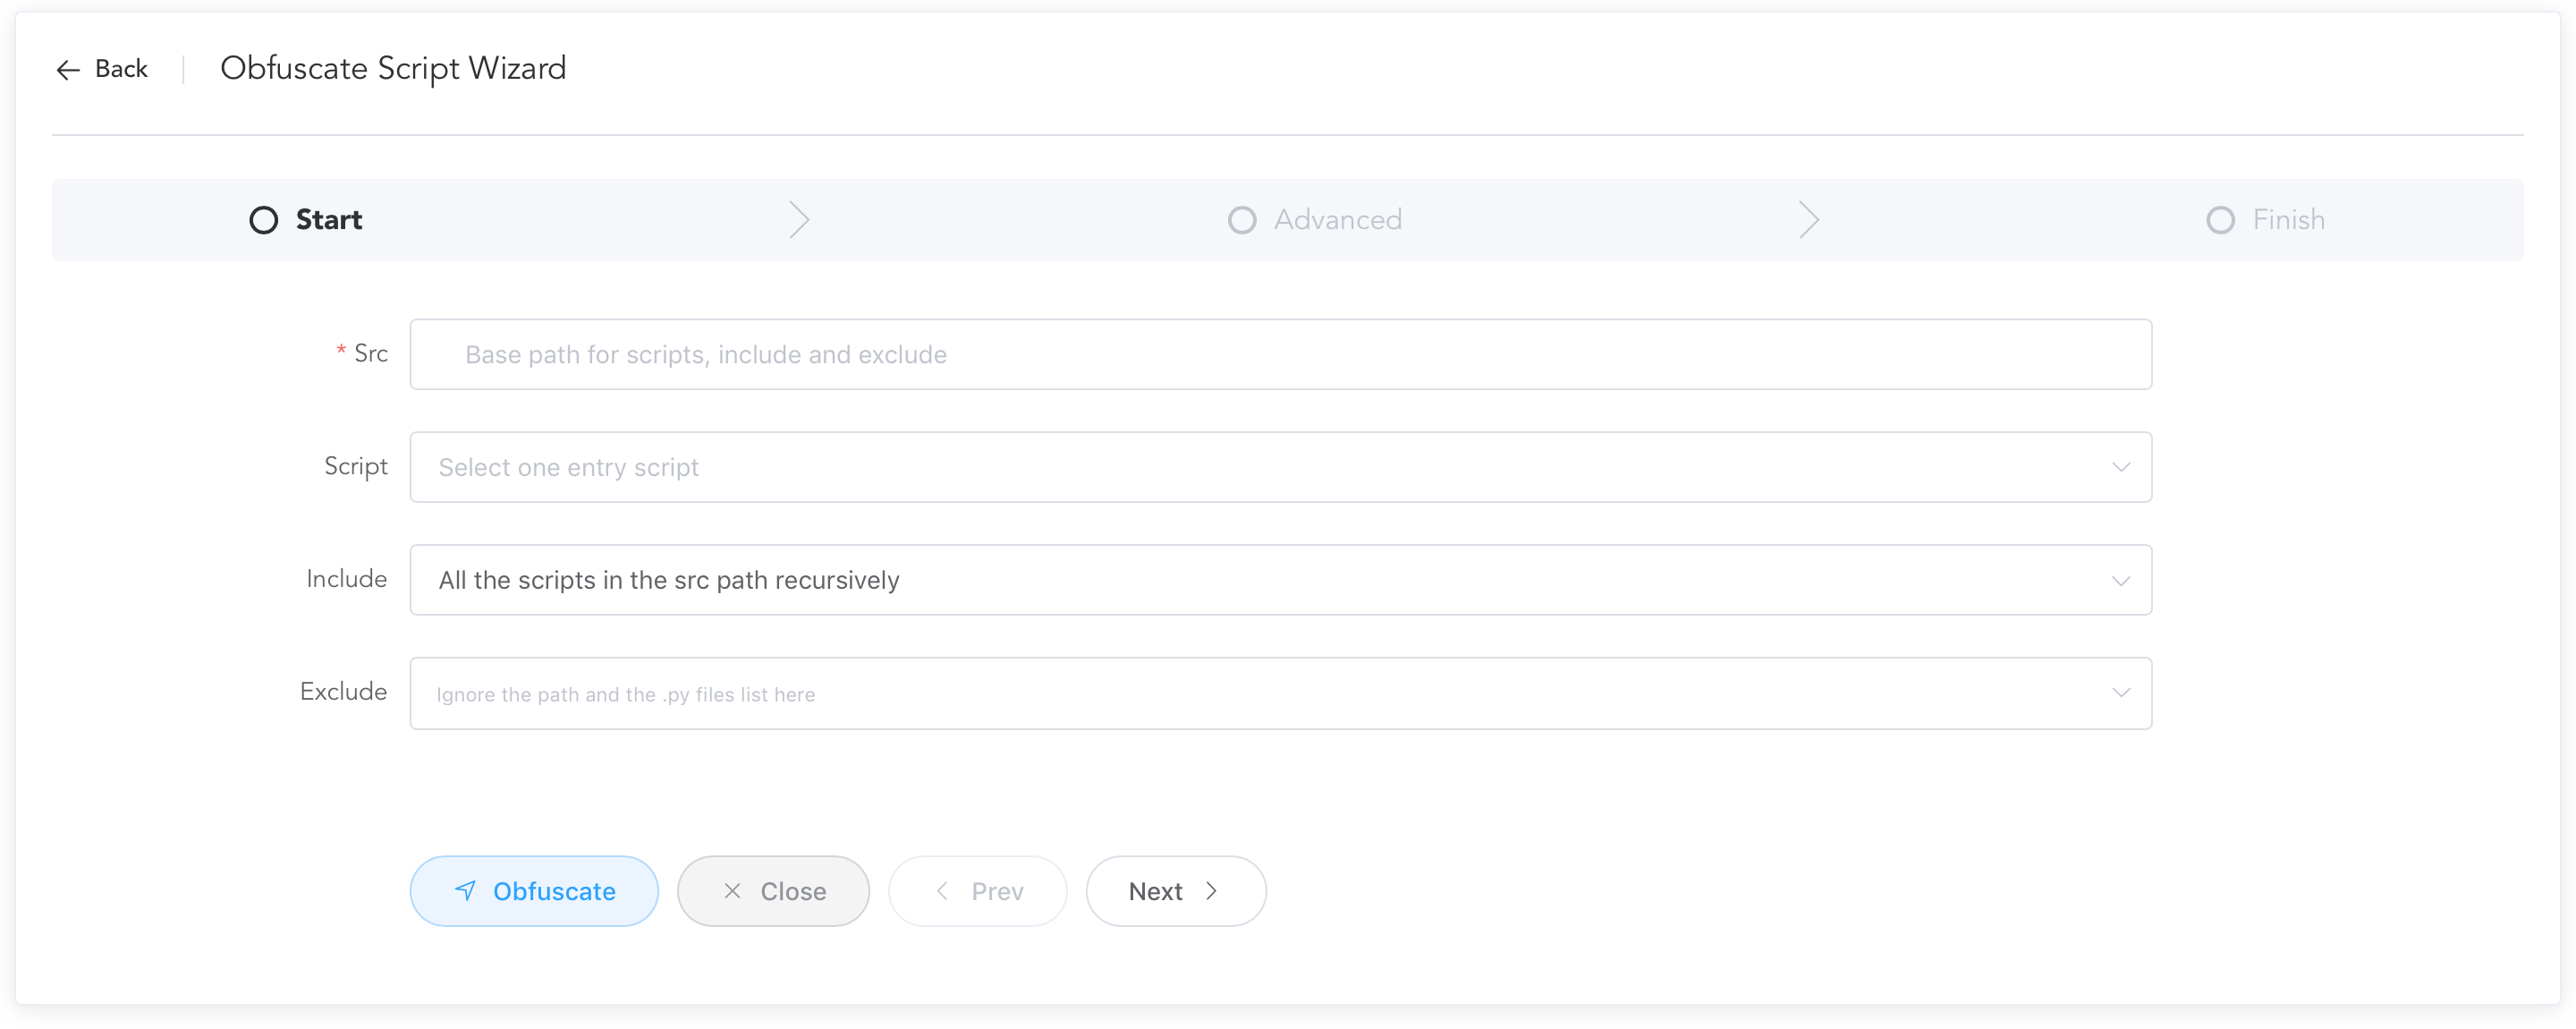 Back
Obfuscate Script Wizard
Start
Advanced
Finish
* Src
Base path for scripts, include and exclude
Script
Select one entry script
Include
All the scripts in the src path recursively
Exclude
Ignore the path and the .py files list here
Obfuscate
Close
Prev
Next